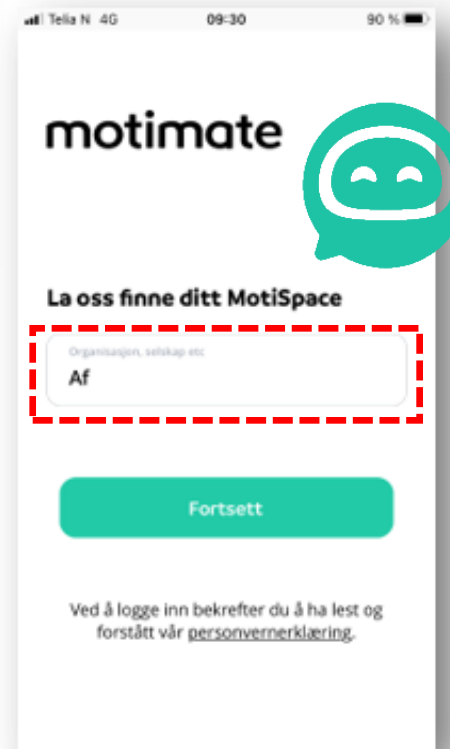 Telia N 4G 09:30 90 %
motimate
La oss finne ditt MotiSpace
Organisasjon, selskap etc
Af
Fortsett
Ved å logge inn bekrefter du å ha lest og
forstått vår personvernerklæring.